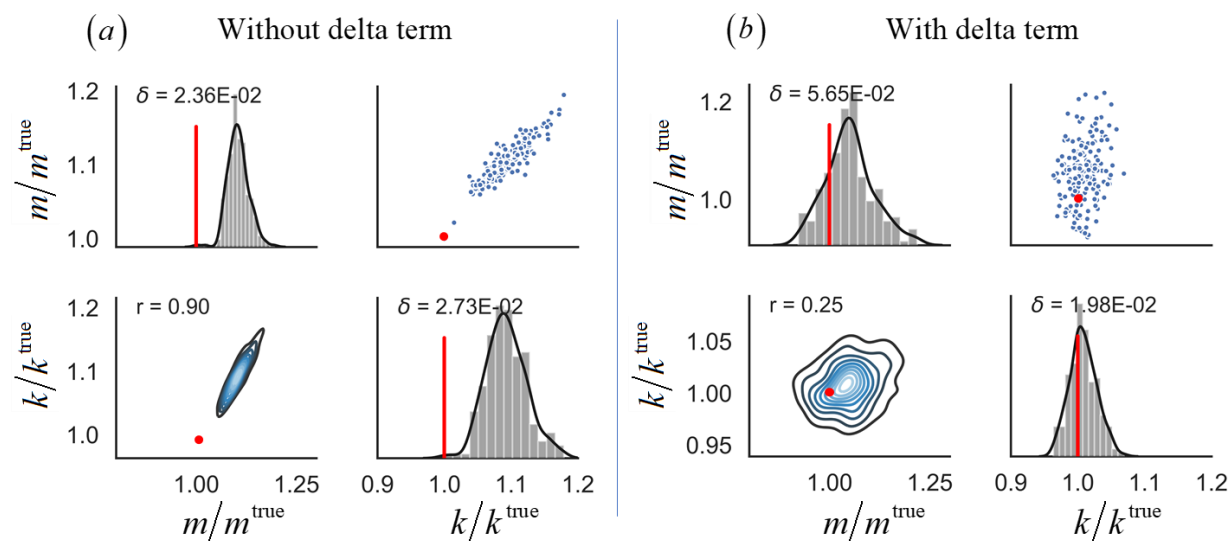 (a) Without delta term
(b) With delta term
δ = 2.36E-02
1.2
1.1
1.0
m/m^true
δ = 5.65E-02
1.2
1.0
m/m^true
r = 0.90
δ = 2.73E-02
1.2
1.1
1.0
k/k^true
1.00 1.25
m/m^true
0.9 1.0 1.1 1.2
k/k^true
r = 0.25
δ = 1.98E-02
1.05
1.00
0.95
k/k^true
1.00 1.25
m/m^true
0.9 1.0 1.1 1.2
k/k^true